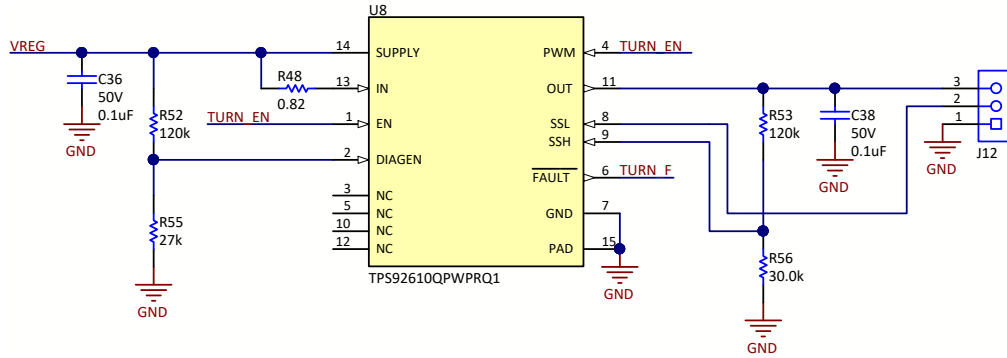 U8
VREG
14
SUPPLY
PWM
4
TURN_EN
C36
50V
0.1uF
GND
R48
0.82
13
IN
OUT
11
3
2
1
J12
R52
120k
TURN_EN
1
EN
SSL
8
SSH
9
R53
120k
C38
50V
0.1uF
GND
GND
2
DIAGEN
FAULT
6
TURN_F
3
NC
5
NC
10
NC
12
NC
GND
7
PAD
15
GND
R55
27k
GND
R56
30.0k
GND
TPS92610QPWPRQ1